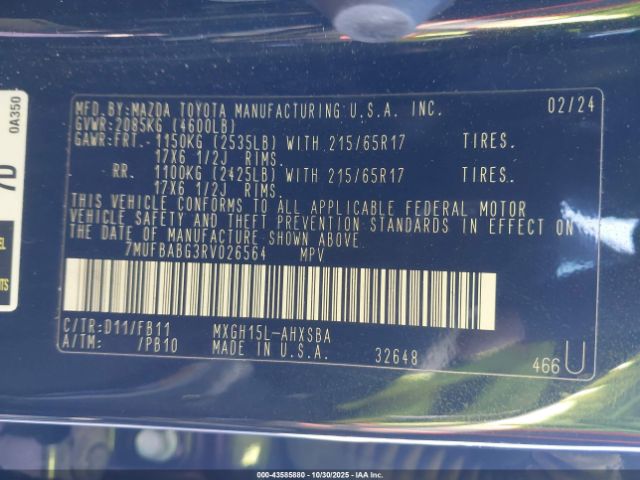 MFD.BY:MAZDA TOYOTA MANUFACTURING U.S.A. INC. 02/24
GVWR:2085KG (4600LB)
GAWR:FRT. 1150KG (2535LB) WITH 215/65R17 TIRES.
17X6 1/2J RIMS.
RR. 1100KG (2425LB) WITH 215/65R17 TIRES.
17X6 1/2J RIMS.
THIS VEHICLE CONFORMS TO ALL APPLICABLE FEDERAL MOTOR
VEHICLE SAFETY AND THEFT PREVENTION STANDARDS IN EFFECT ON
THE DATE OF MANUFACTURE SHOWN ABOVE.
7MUFBABG3RV026564 MPV
C/TR:D11/FB11 MXGH15L-AHXSBA
A/TM: /PB10 MADE IN U.S.A. 32648 466U
0A350
7D
000-43585880 - 10/30/2025 - IAA, Inc.